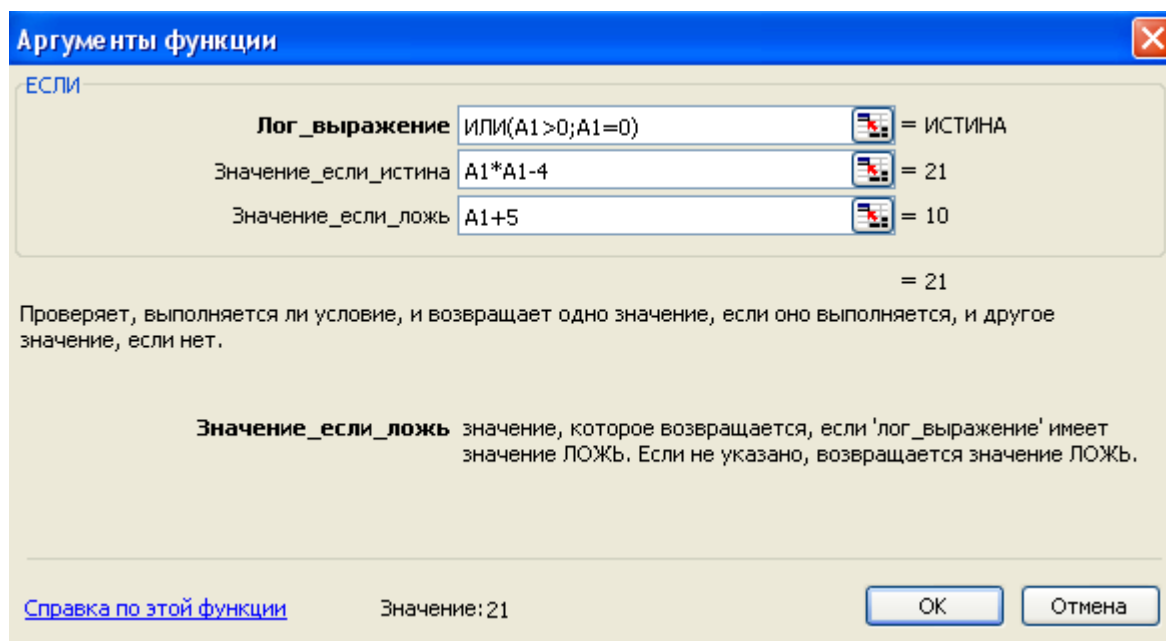 Аргументы функции
ЕСЛИ
Лог_выражение ИЛИ(A1>0;A1=0) = ИСТИНА
Значение_если_истина A1*A1-4 = 21
Значение_если_ложь A1+5 = 10
= 21
Проверяет, выполняется ли условие, и возвращает одно значение, если оно выполняется, и другое
значение, если нет.
Значение_если_ложь значение, которое возвращается, если 'лог_выражение' имеет
значение ЛОЖЬ. Если не указано, возвращается значение ЛОЖЬ.
Справка по этой функции Значение: 21 ОК Отмена